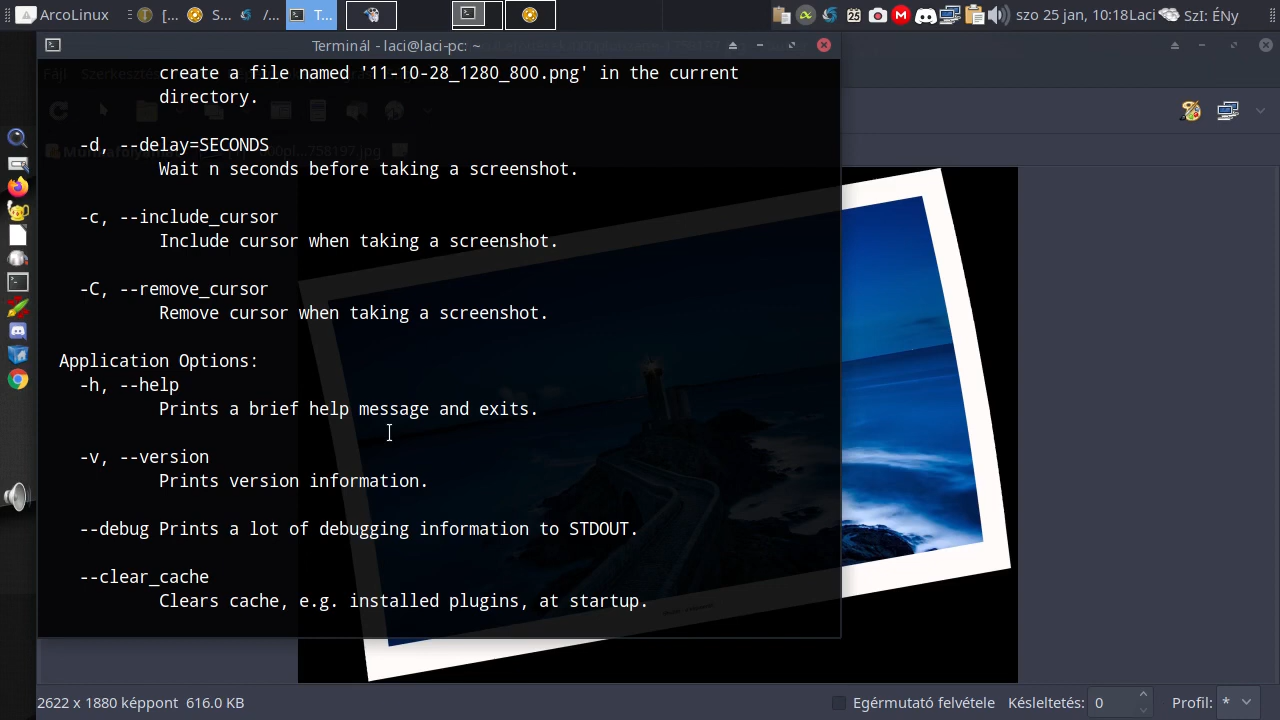 ArcoLinux
[...
S...
/...
T...
25
szo 25 jan, 10:18
Laci
SzI: ÉNy
Terminál - laci@laci-pc: ~
create a file named '11-10-28_1280_800.png' in the current
directory.
-d, --delay=SECONDS
Wait n seconds before taking a screenshot.
-c, --include_cursor
Include cursor when taking a screenshot.
-C, --remove_cursor
Remove cursor when taking a screenshot.
Application Options:
-h, --help
Prints a brief help message and exits.
-v, --version
Prints version information.
--debug Prints a lot of debugging information to STDOUT.
--clear_cache
Clears cache, e.g. installed plugins, at startup.
2622 x 1880 képpont 616.0 KB
Egérmutató felvétele
Késleltetés:
0
Profil:
*